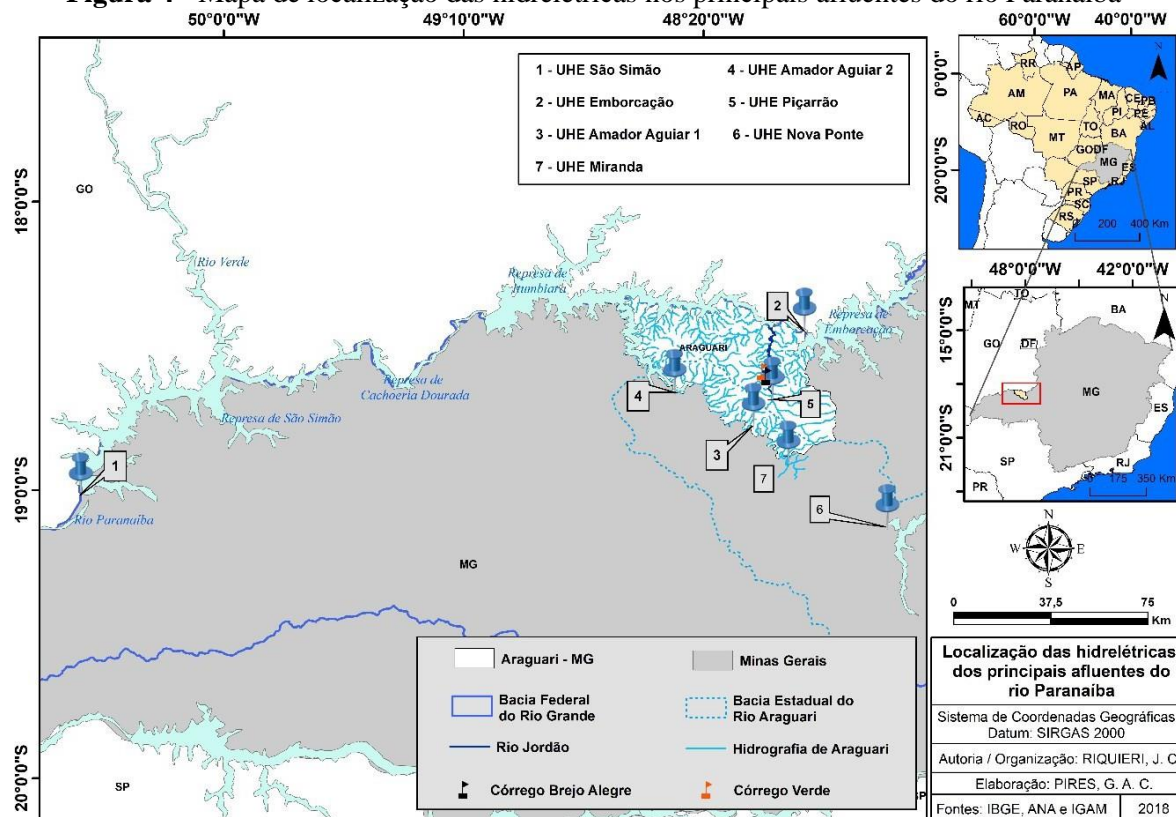 Figura 4 - Mapa de localização das hidrelétricas nos principais afluentes do rio Paranaíba
50°0'0"W
49°10'0"W
48°20'0"W
18°0'0"S
19°0'0"S
20°0'0"S
1 - UHE São Simão
2 - UHE Emborcação
3 - UHE Amador Aguiar 1
7 - UHE Miranda
4 - UHE Amador Aguiar 2
5 - UHE Piçarrão
6 - UHE Nova Ponte
GO
Rio Verde
Represa de
Itumbiara
2
Represa de
Emborcação
ARAGUARI
4
5
3
7
6
Represa de
Cachoeria Dourada
Represa de São Simão
1
Rio Paranaíba
MG
SP
SP
Araguari - MG
Minas Gerais
Bacia Federal
do Rio Grande
Bacia Estadual do
Rio Araguari
Rio Jordão
Hidrografia de Araguari
Córrego Brejo Alegre
Córrego Verde
60°0'0"W
40°0'0"W
0°0'0"
20°0'0"S
N
RR
AP
AM
PA
MA
CE
PB
PI
PE
AL
AC
RO
TO
BA
MT
GO
DF
MG
ES
SP
RJ
PR
SC
RS
200 400 Km
48°0'0"W
42°0'0"W
15°0'0"S
21°0'0"S
N
MT
TO
BA
GO
DF
MG
ES
SP
RJ
PR
175 350 Km
N
W
E
S
0
37,5
75
Km
Localização das hidrelétricas
dos principais afluentes do
rio Paranaíba
Sistema de Coordenadas Geográficas
Datum: SIRGAS 2000
Autoria / Organização: RIQUIERI, J. C
Elaboração: PIRES, G. A. C.
Fontes: IBGE, ANA e IGAM
2018